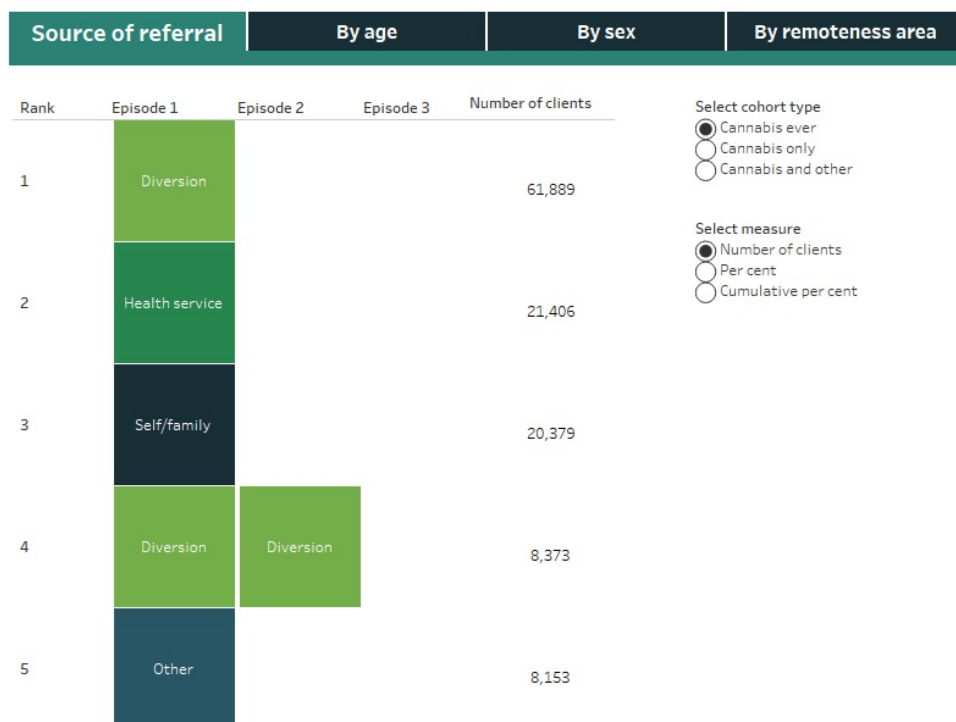 Source of referral By age By sex By remoteness area
Rank Episode 1 Episode 2 Episode 3 Number of clients
1 Diversion 61,889
2 Health service 21,406
3 Self/family 20,379
4 Diversion Diversion 8,373
5 Other 8,153
Select cohort type
Cannabis ever
Cannabis only
Cannabis and other
Select measure
Number of clients
Per cent
Cumulative per cent